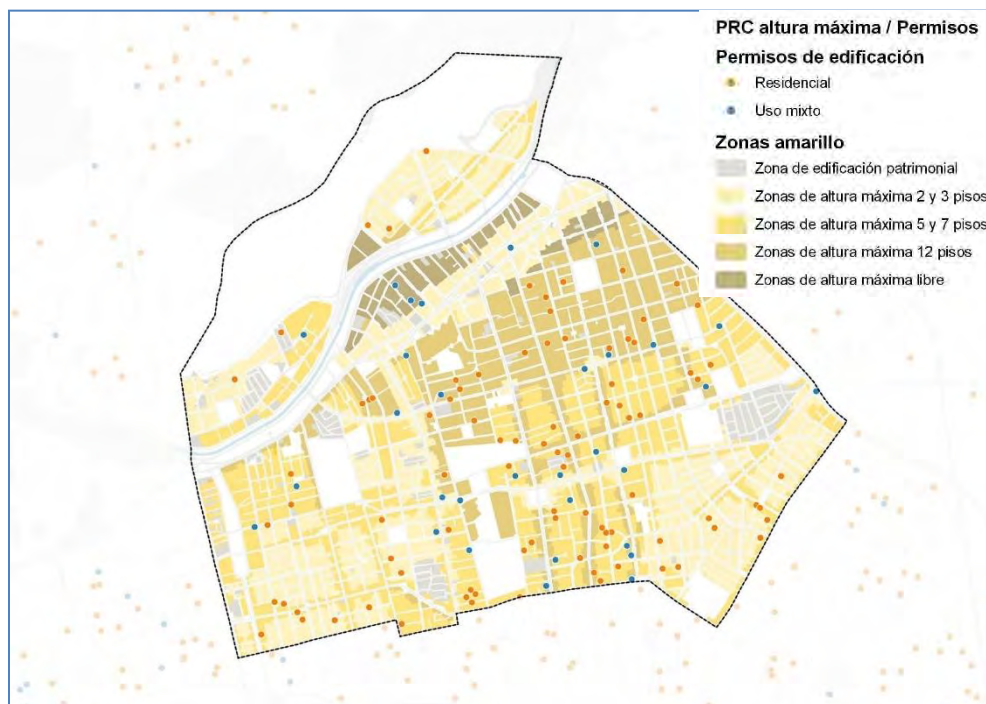 PRC altura máxima / Permisos
Permisos de edificación
Residencial
Uso mixto
Zonas amarillo
Zona de edificación patrimonial
Zonas de altura máxima 2 y 3 pisos
Zonas de altura máxima 5 y 7 pisos
Zonas de altura máxima 12 pisos
Zonas de altura máxima libre